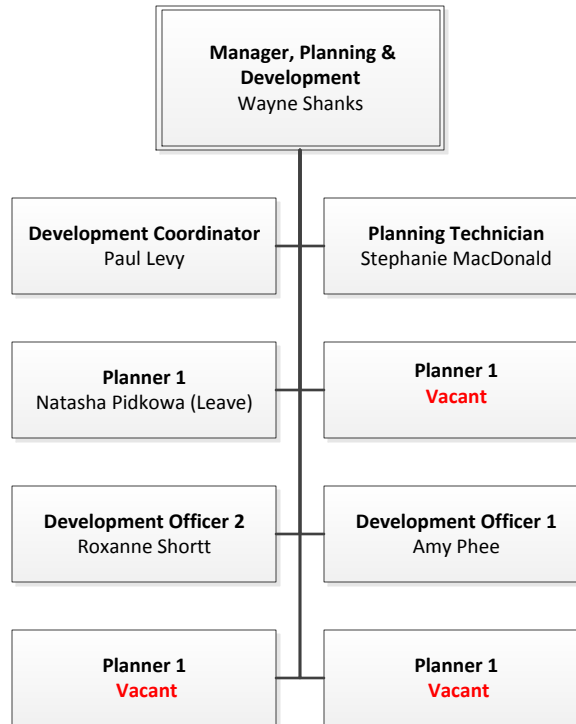 Manager, Planning &
Development
Wayne Shanks
Development Coordinator
Paul Levy
Planning Technician
Stephanie MacDonald
Planner 1
Natasha Pidkowa (Leave)
Planner 1
Vacant
Development Officer 2
Roxanne Shortt
Development Officer 1
Amy Phee
Planner 1
Vacant
Planner 1
Vacant